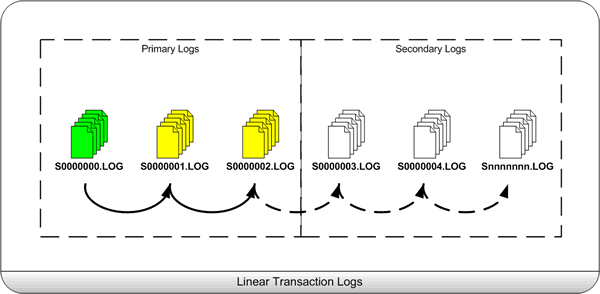 Primary Logs
Secondary Logs
S0000000.LOG
S0000001.LOG
S0000002.LOG
S0000003.LOG
S0000004.LOG
Snnnnnnn.LOG
Linear Transaction Logs